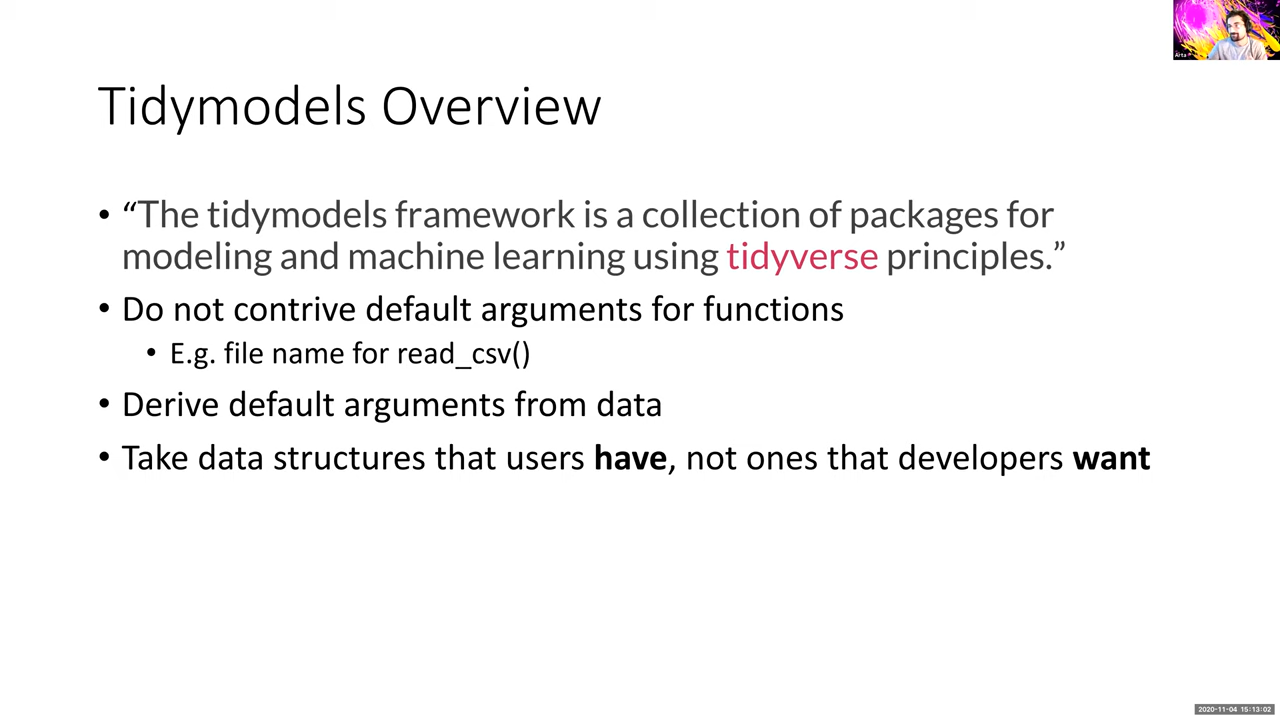 Arta
Tidymodels Overview
• “The tidymodels framework is a collection of packages for
modeling and machine learning using tidyverse principles.”
• Do not contrive default arguments for functions
• E.g. file name for read_csv()
• Derive default arguments from data
• Take data structures that users have, not ones that developers want
2020-11-04 15:13:02